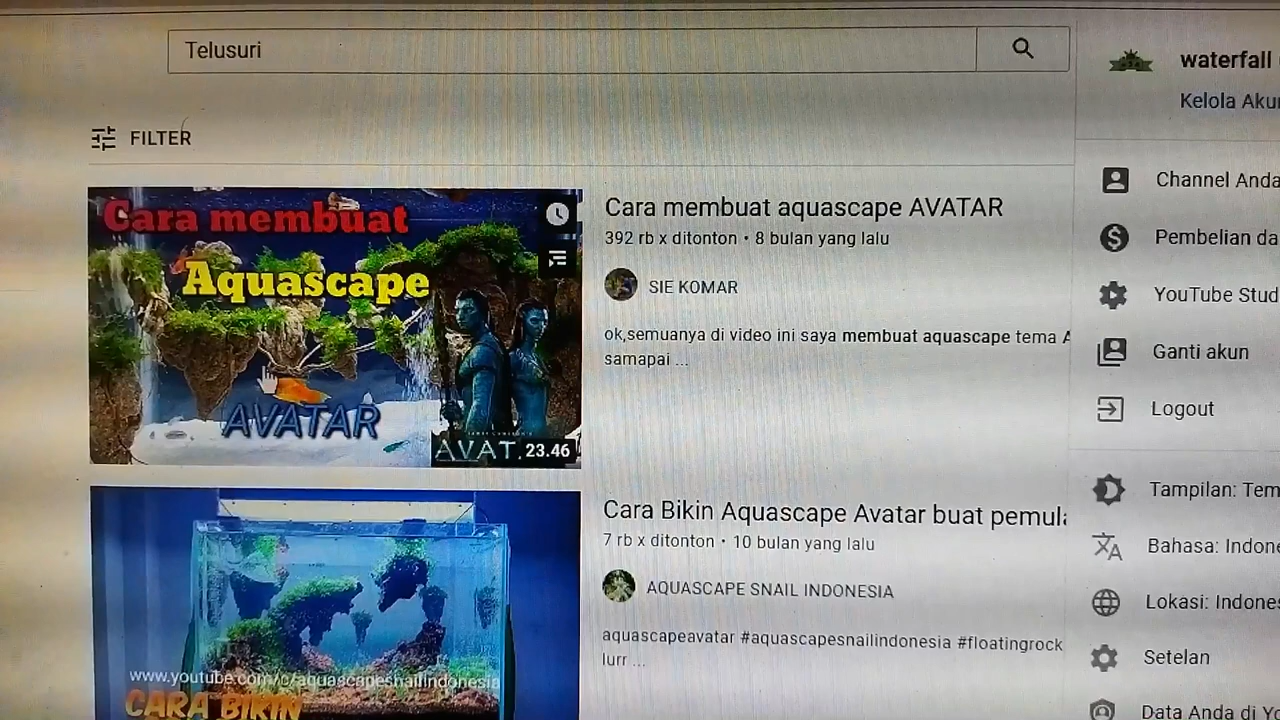 Telusuri
waterfall
Kelola Aku
FILTER
Channel Anda
Pembelian da
YouTube Stud
Ganti akun
Logout
Tampilan: Tem
Bahasa: Indone
Lokasi: Indones
Setelan
Data Anda di Yo
Cara membuat
Aquascape
AVATAR
AVAT
23.46
Cara membuat aquascape AVATAR
392 rb x ditonton • 8 bulan yang lalu
SIE KOMAR
ok,semuanya di video ini saya membuat aquascape tema A
samapai ...
www.youtube.com/c/aquascapesnailindonesia
CARA BIKIN
Cara Bikin Aquascape Avatar buat pemula
7 rb x ditonton • 10 bulan yang lalu
AQUASCAPE SNAIL INDONESIA
aquascapeavatar #aquascapesnailindonesia #floatingrock
lurr ...